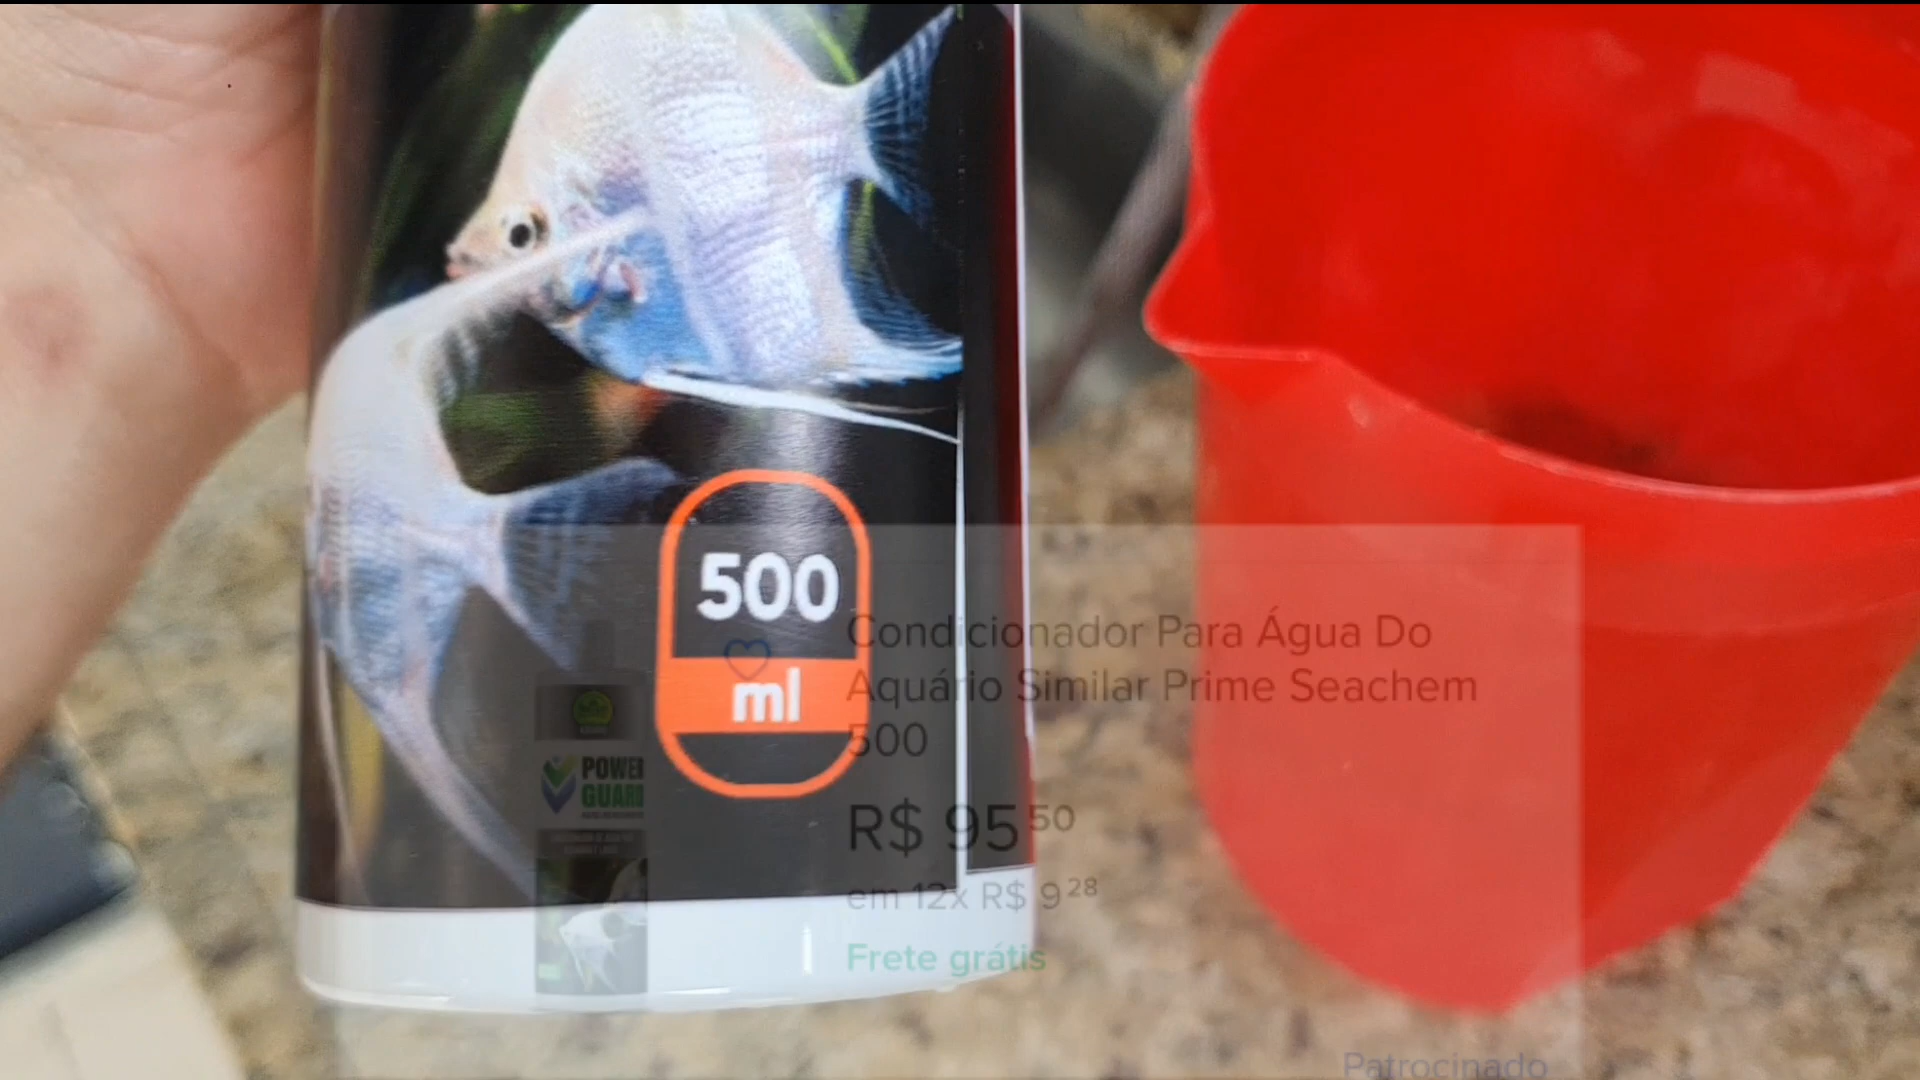 500
ml
Condicionador Para Água Do
Aquário Similar Prime Seachem
500
R$ 95 50
em 12x R$ 9 28
Frete grátis
POWER
GUARD
Patrocinado